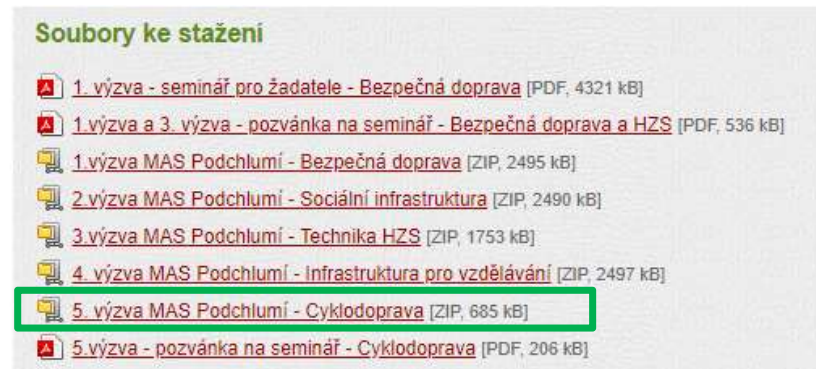 Soubory ke stažení
1. výzva - seminář pro žadatele - Bezpečná doprava [PDF, 4321 kB]
1.výzva a 3. výzva - pozvánka na seminář - Bezpečná doprava a HZS [PDF, 536 kB]
1.výzva MAS Podchlumí - Bezpečná doprava [ZIP, 2495 kB]
2.výzva MAS Podchlumí - Sociální infrastruktura [ZIP, 2490 kB]
3.výzva MAS Podchlumí - Technika HZS [ZIP, 1753 kB]
4. výzva MAS Podchlumí - Infrastruktura pro vzdělávání [ZIP, 2497 kB]
5. výzva MAS Podchlumí - Cyklodoprava [ZIP, 685 kB]
5.výzva - pozvánka na seminář - Cyklodoprava [PDF, 206 kB]